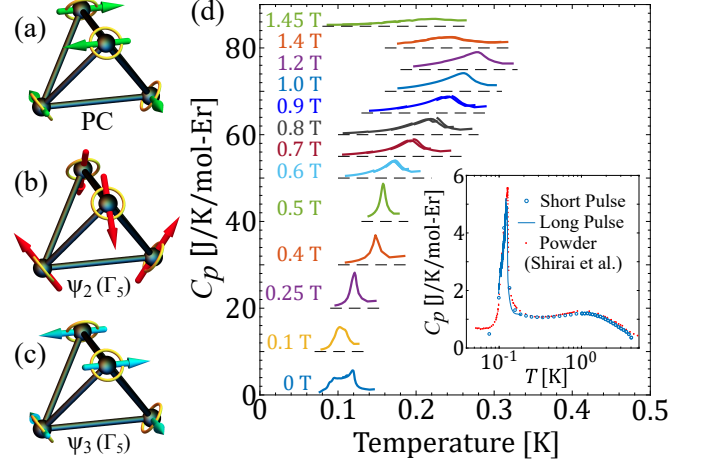 (a)
PC
(b)
ψ₂ (Γ₅)
(c)
ψ₃ (Γ₅)
(d)
Cₚ [J/K/mol-Er]
80
60
40
20
0
1.45 T
1.4 T
1.2 T
1.0 T
0.9 T
0.8 T
0.7 T
0.6 T
0.5 T
0.4 T
0.25 T
0.1 T
0 T
0 0.1 0.2 0.3 0.4 0.5
Temperature [K]
Cₚ [J/K/mol-Er]
6
4
2
0
Short Pulse
Long Pulse
Powder
(Shirai et al.)
10⁻¹ 10⁰
T [K]